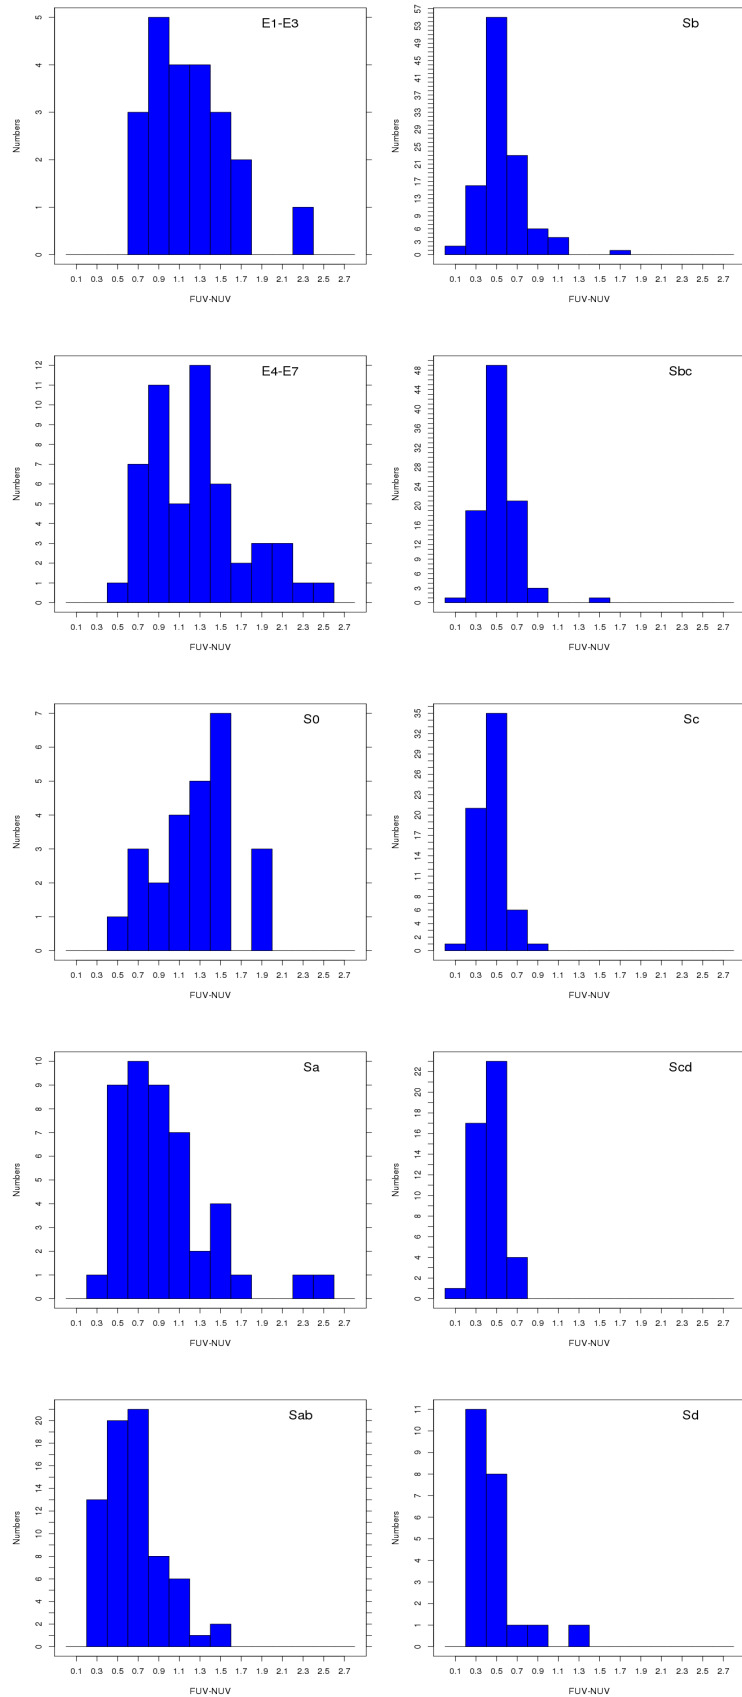 E1-E3
0 1 2 3 4 5
Numbers
0.1 0.3 0.5 0.7 0.9 1.1 1.3 1.5 1.7 1.9 2.1 2.3 2.5 2.7
FUV-NUV
Sb
0 3 6 9 13 17 21 25 29 33 37 41 45 49 53 57
Numbers
0.1 0.3 0.5 0.7 0.9 1.1 1.3 1.5 1.7 1.9 2.1 2.3 2.5 2.7
FUV-NUV
E4-E7
0 1 2 3 4 5 6 7 8 9 10 11 12
Numbers
0.1 0.3 0.5 0.7 0.9 1.1 1.3 1.5 1.7 1.9 2.1 2.3 2.5 2.7
FUV-NUV
Sbc
0 3 6 9 12 16 20 24 28 32 36 40 44 48
Numbers
0.1 0.3 0.5 0.7 0.9 1.1 1.3 1.5 1.7 1.9 2.1 2.3 2.5 2.7
FUV-NUV
S0
0 1 2 3 4 5 6 7
Numbers
0.1 0.3 0.5 0.7 0.9 1.1 1.3 1.5 1.7 1.9 2.1 2.3 2.5 2.7
FUV-NUV
Sc
0 2 4 6 8 11 14 17 20 23 26 29 32 35
Numbers
0.1 0.3 0.5 0.7 0.9 1.1 1.3 1.5 1.7 1.9 2.1 2.3 2.5 2.7
FUV-NUV
Sa
0 1 2 3 4 5 6 7 8 9 10
Numbers
0.1 0.3 0.5 0.7 0.9 1.1 1.3 1.5 1.7 1.9 2.1 2.3 2.5 2.7
FUV-NUV
Scd
0 2 4 6 8 10 12 14 16 18 20 22
Numbers
0.1 0.3 0.5 0.7 0.9 1.1 1.3 1.5 1.7 1.9 2.1 2.3 2.5 2.7
FUV-NUV
Sab
0 2 4 6 8 10 12 14 16 18 20
Numbers
0.1 0.3 0.5 0.7 0.9 1.1 1.3 1.5 1.7 1.9 2.1 2.3 2.5 2.7
FUV-NUV
Sd
0 1 2 3 4 5 6 7 8 9 10 11
Numbers
0.1 0.3 0.5 0.7 0.9 1.1 1.3 1.5 1.7 1.9 2.1 2.3 2.5 2.7
FUV-NUV